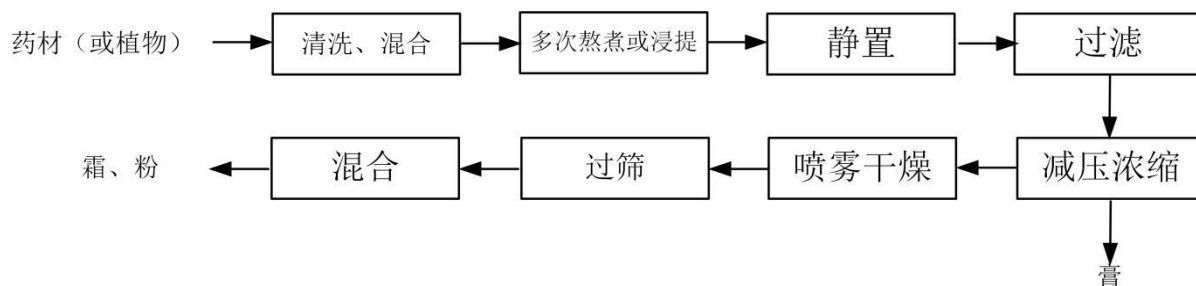 药材（或植物）
清洗、混合
多次熬煮或浸提
静置
过滤
减压浓缩
喷雾干燥
过筛
混合
霜、粉
膏